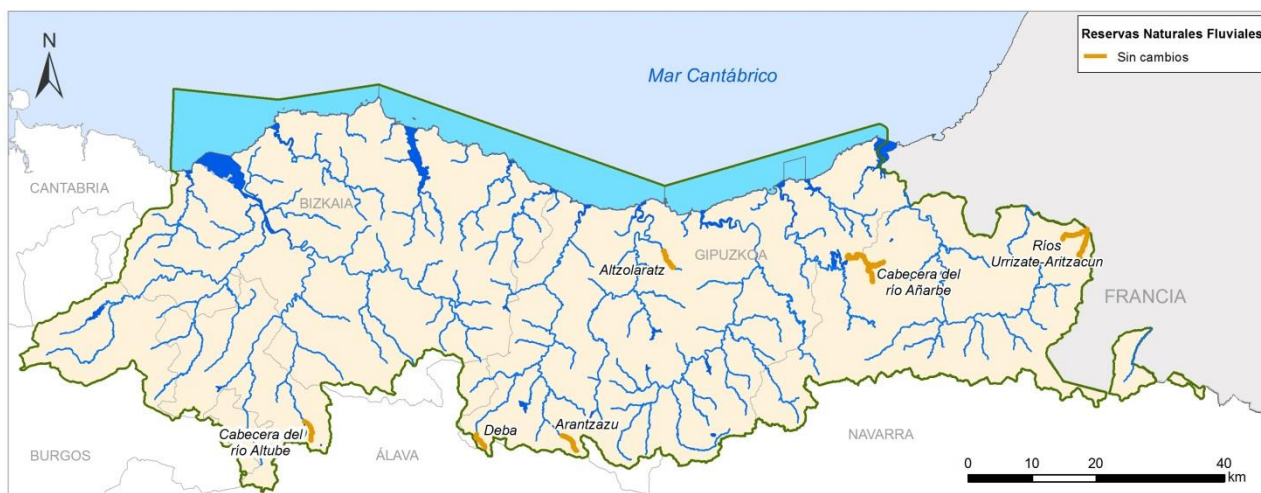 N
Reservas Naturales Fluviales
Sin cambios
Mar Cantábrico
CANTABRIA
BIZKAIA
Altzolaratz
GIPUZKOA
Cabecera del
río Añarbe
Ríos
Urrizate-Aritzacun
FRANCIA
Cabecera del
río Altube
Deba
Arantzazu
BURGOS
ÁLAVA
NAVARRA
0 10 20 40
km